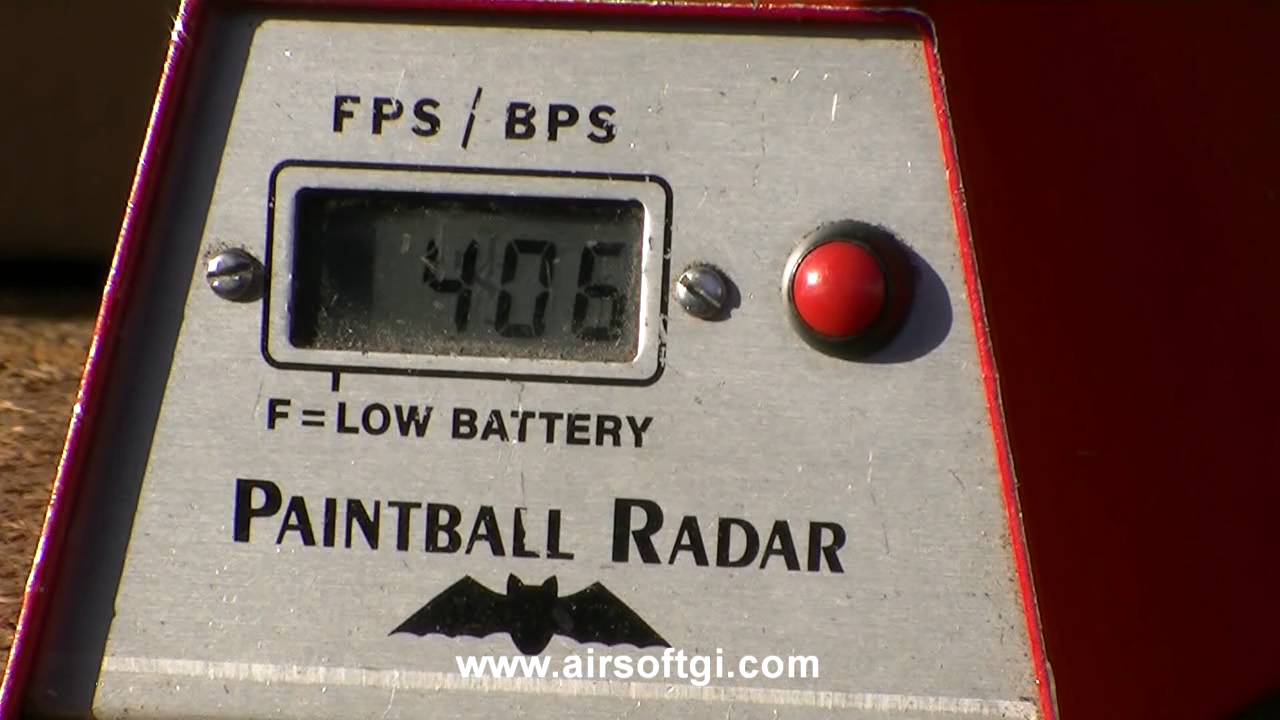 FPS / BPS
406
F = LOW BATTERY
PAINTBALL RADAR
www.airsoftgi.com